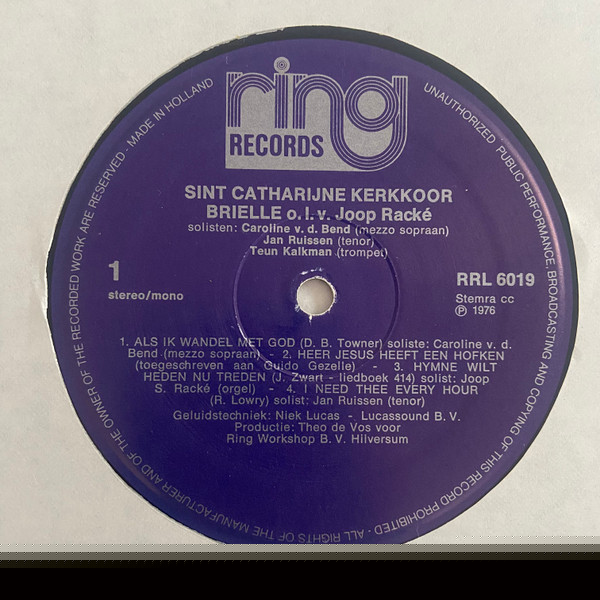 ring
RECORDS
SINT CATHARIJNE KERKKOOR
BRIELLE o. l. v. Joop Racké
solisten: Caroline v. d. Bend (mezzo sopraan)
Jan Ruissen (tenor)
Teun Kalkman (trompet)
1
stereo/mono
RRL 6019
Stemra cc
Ⓟ 1976
1. ALS IK WANDEL MET GOD (D. B. Towner) soliste: Caroline v. d.
Bend (mezzo sopraan) - 2. HEER JESUS HEEFT EEN HOFKEN
(toegeschreven aan Guido Gezelle) - 3. HYMNE WILT
HEDEN NU TREDEN (J. Zwart - liedboek 414) solist: Joop
S. Racké (orgel) - 4. I NEED THEE EVERY HOUR
(R. Lowry) solist: Jan Ruissen (tenor)
Geluidstechniek: Niek Lucas - Lucassound B. V.
Productie: Theo de Vos voor
Ring Workshop B. V. Hilversum
UNAUTHORIZED PUBLIC PERFORMANCE, BROADCASTING AND COPYING OF THIS RECORD PROHIBITED - ALL RIGHTS OF THE MANUFACTURER AND OF THE OWNER OF THE RECORDED WORK ARE RESERVED - MADE IN HOLLAND